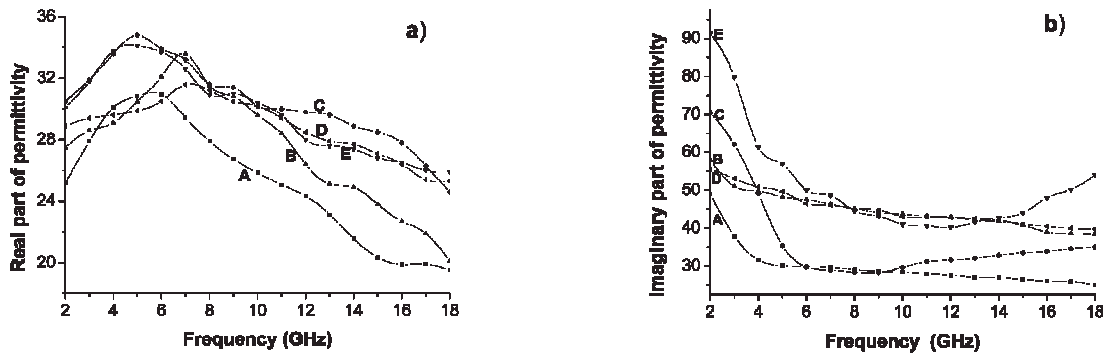 a)
Real part of permittivity
36
32
28
24
20
C
D
E
B
A
2 4 6 8 10 12 14 16 18
Frequency (GHz)
b)
Imaginary part of permittivity
90
80
70
60
50
40
30
E
C
B
D
A
2 4 6 8 10 12 14 16 18
Frequency (GHz)